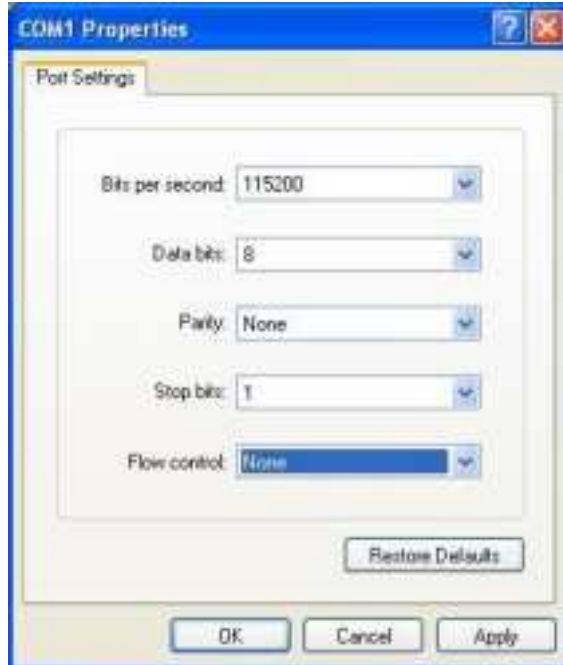 COM1 Properties
Port Settings
Bits per second: 115200
Data bits: 8
Parity: None
Stop bits: 1
Flow control: None
Restore Defaults
OK Cancel Apply